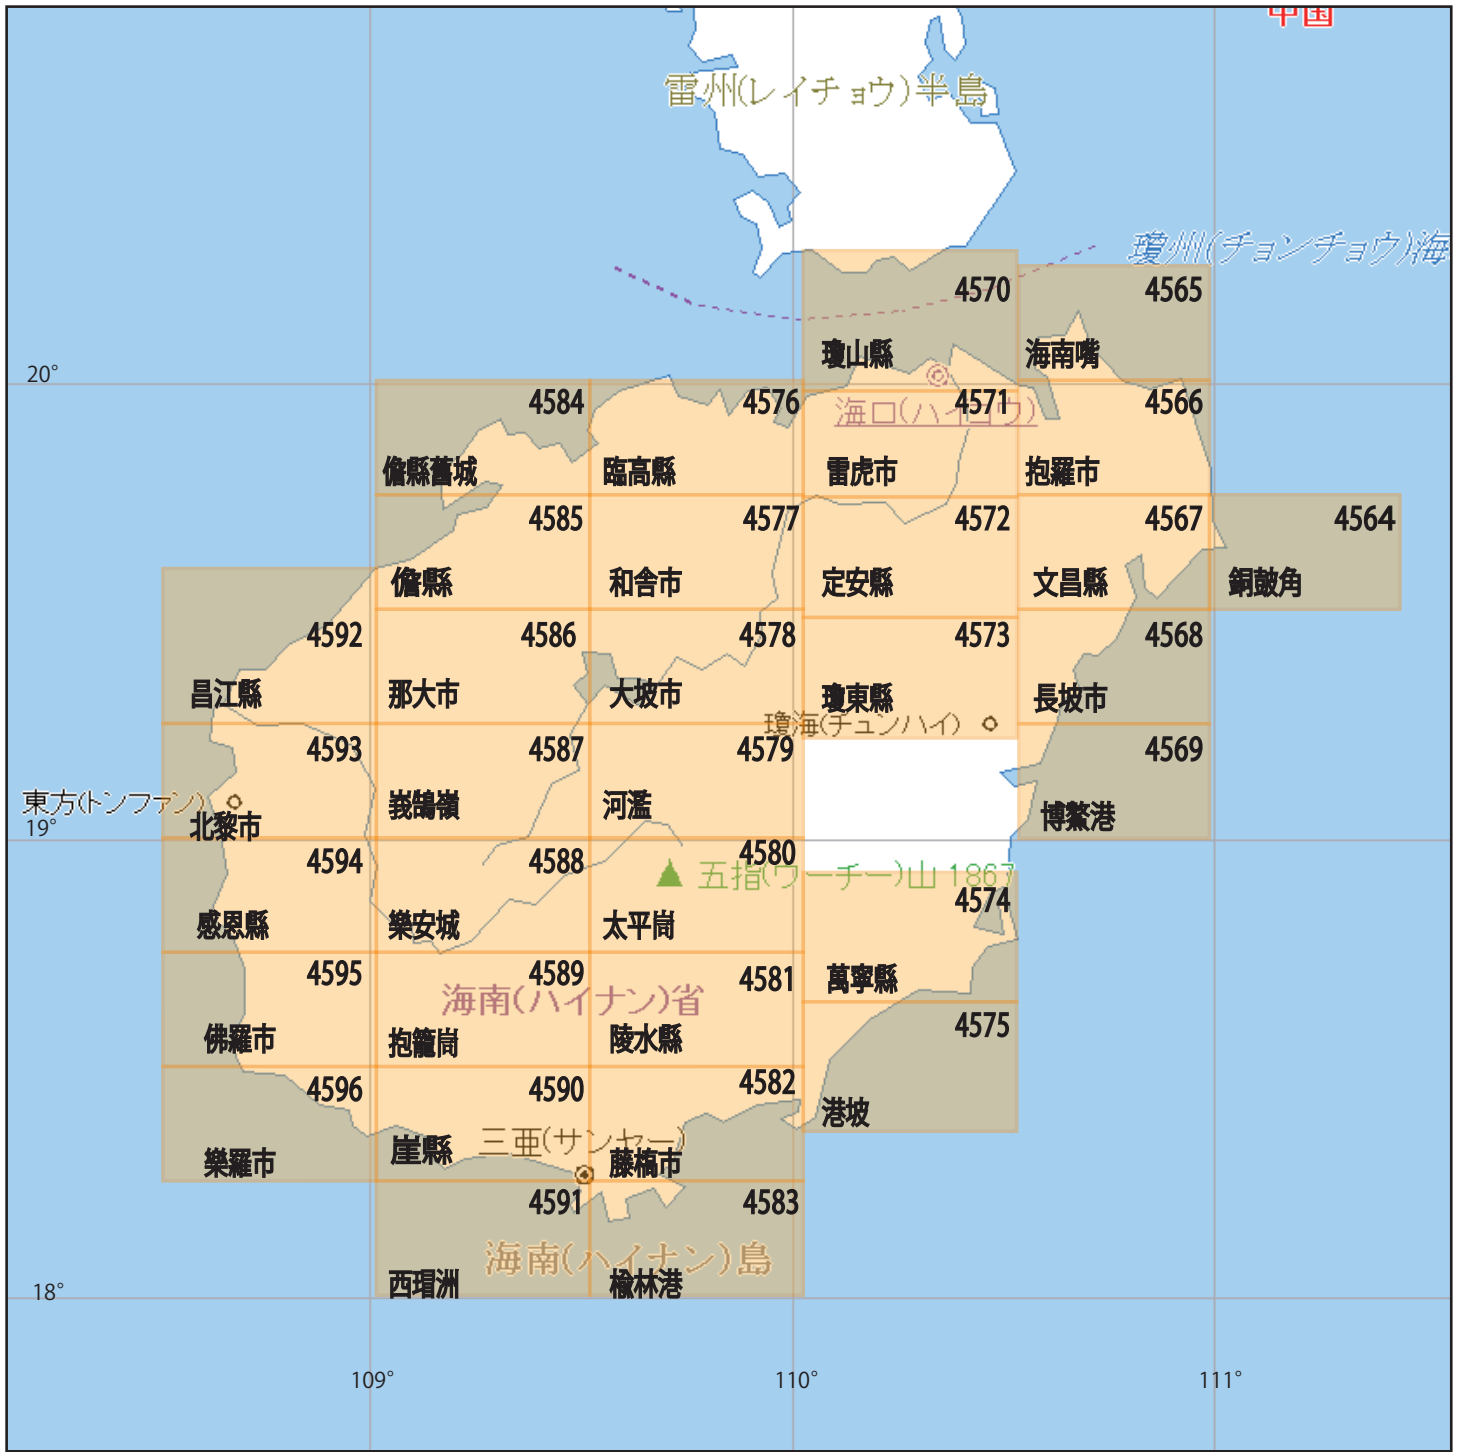 中国
雷州(レイチョウ)半島
瓊州(チョンチョウ)海
4570
4565
瓊山縣
海南嘴
20°
4584
4576
4571
4566
海口(ハイコウ)
儋縣舊城
臨高縣
雷虎市
抱羅市
4585
4577
4572
4567
4564
儋縣
和舍市
定安縣
文昌縣
銅鼓角
4592
4586
4578
4573
4568
昌江縣
那大市
大坡市
瓊東縣
長坡市
瓊海(チュンハイ)
4593
4587
4579
4569
東方(トンファン)
北黎市
峩鵠嶺
河濫
博鰲港
19°
4594
4588
4580
五指(ウーチー)山 1867
4574
感恩縣
樂安城
太平崗
4595
4589
4581
萬寧縣
海南(ハイナン)省
4575
佛羅市
抱籠崗
陵水縣
4596
4590
4582
港坡
三亜(サンヤー)
樂羅市
崖縣
藤橋市
4591
4583
海南(ハイナン)島
西瑁洲
楡林港
18°
109°
110°
111°